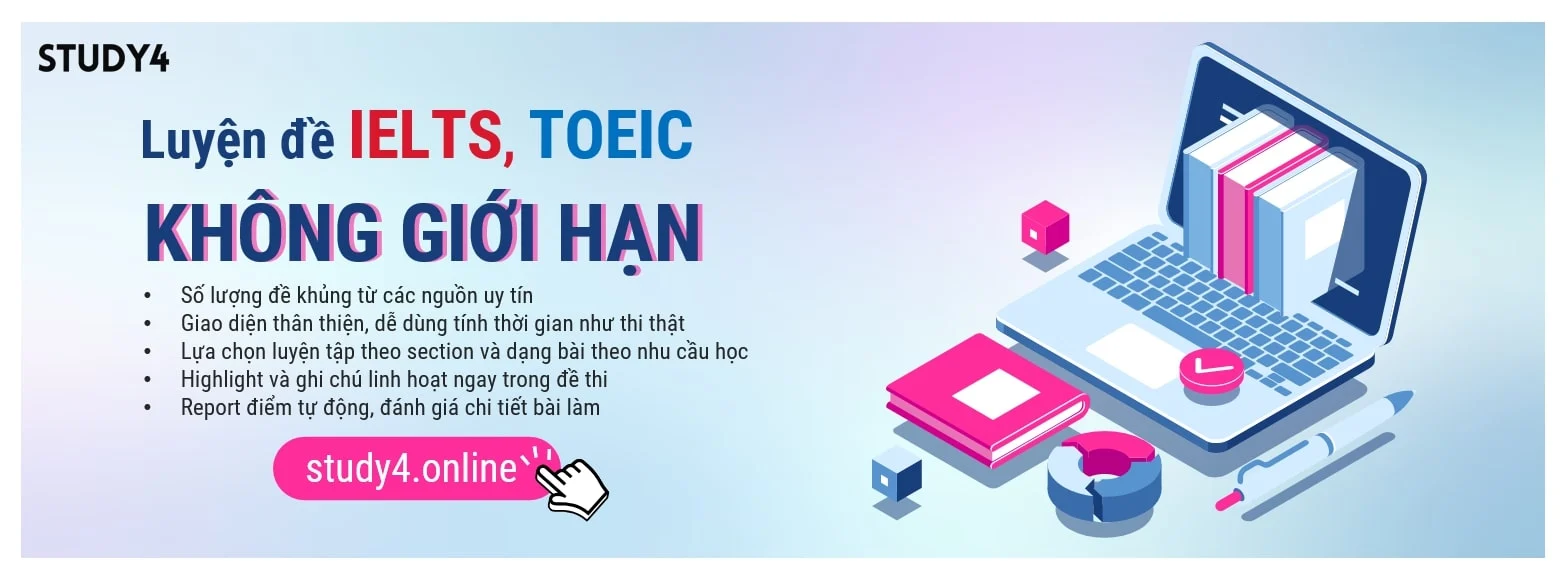 STUDY4
Luyện đề IELTS, TOEIC
KHÔNG GIỚI HẠN
• Số lượng đề khủng từ các nguồn uy tín
• Giao diện thân thiện, dễ dùng tính thời gian như thi thật
• Lựa chọn luyện tập theo section và dạng bài theo nhu cầu học
• Highlight và ghi chú linh hoạt ngay trong đề thi
• Report điểm tự động, đánh giá chi tiết bài làm
study4.online